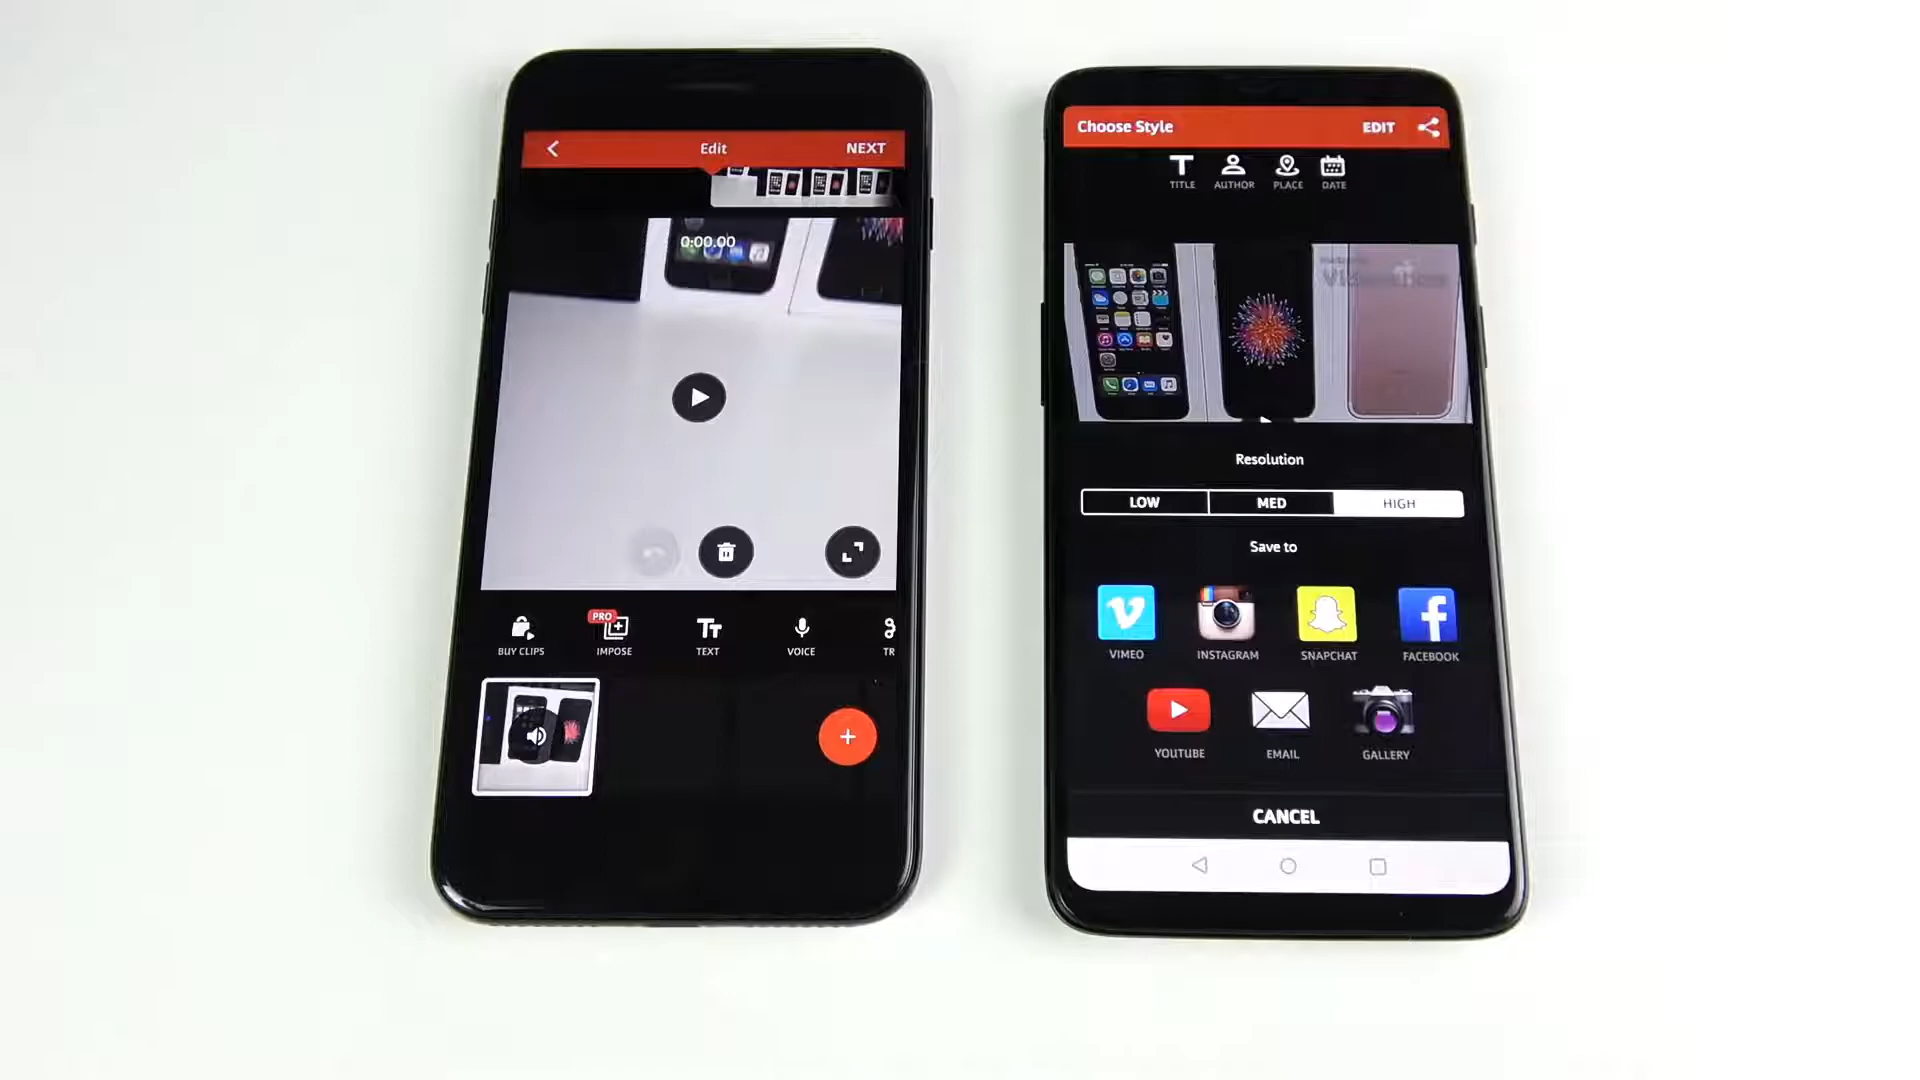 Edit
NEXT
0:00.00
BUY CLIPS
PRO
IMPOSE
TEXT
VOICE
TR
Choose Style
EDIT
TITLE
AUTHOR
PLACE
DATE
Resolution
LOW
MED
HIGH
Save to
VIMEO
INSTAGRAM
SNAPCHAT
FACEBOOK
YOUTUBE
EMAIL
GALLERY
CANCEL